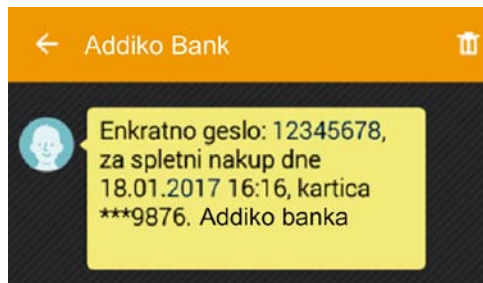 Addiko Bank
Enkratno geslo: 12345678,
za spletni nakup dne
18.01.2017 16:16, kartica
***9876. Addiko banka